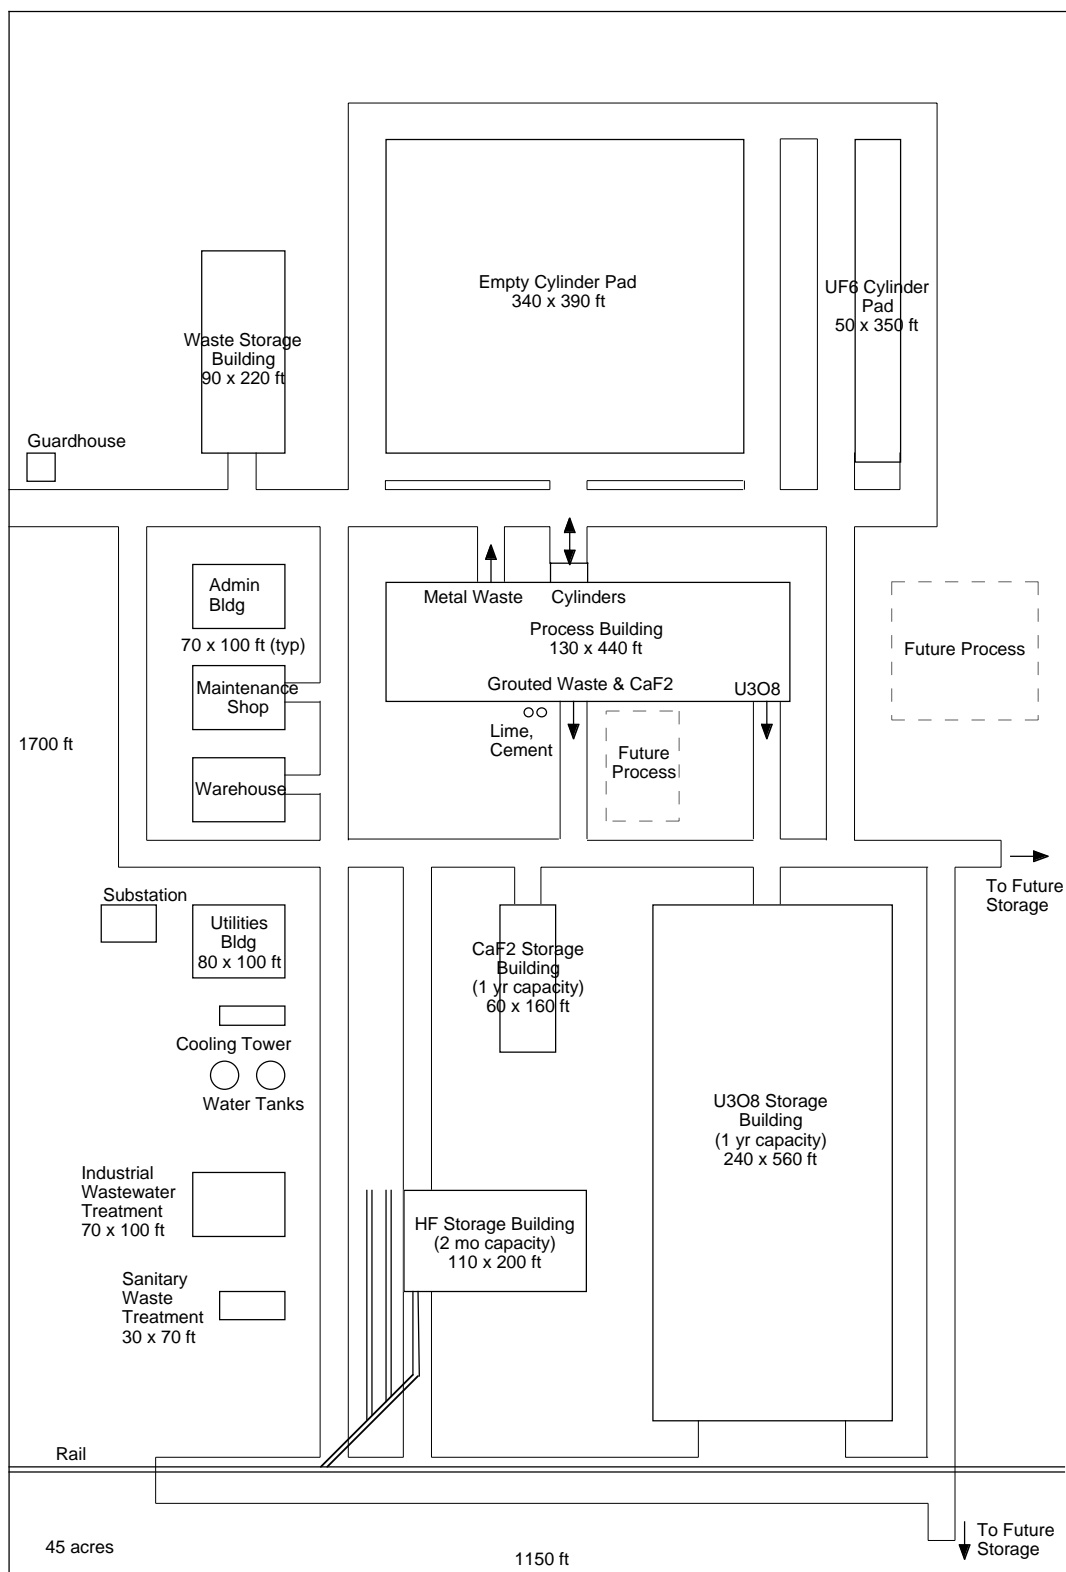 Empty Cylinder Pad
340 x 390 ft
UF6 Cylinder
Pad
50 x 350 ft
Waste Storage
Building
90 x 220 ft
Guardhouse
Admin
Bldg
70 x 100 ft (typ)
Maintenance
Shop
Warehouse
Metal Waste
Cylinders
Process Building
130 x 440 ft
Grouted Waste & CaF2
U3O8
Lime,
Cement
Future
Process
Future Process
1700 ft
To Future
Storage
Substation
Utilities
Bldg
80 x 100 ft
Cooling Tower
Water Tanks
CaF2 Storage
Building
(1 yr capacity)
60 x 160 ft
U3O8 Storage
Building
(1 yr capacity)
240 x 560 ft
Industrial
Wastewater
Treatment
70 x 100 ft
HF Storage Building
(2 mo capacity)
110 x 200 ft
Sanitary
Waste
Treatment
30 x 70 ft
Rail
45 acres
1150 ft
To Future
Storage